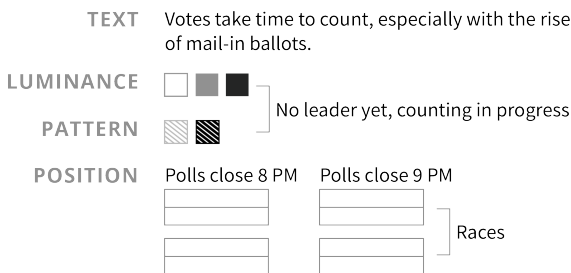 TEXT Votes take time to count, especially with the rise
of mail-in ballots.
LUMINANCE
No leader yet, counting in progress
PATTERN
POSITION Polls close 8 PM Polls close 9 PM
Races